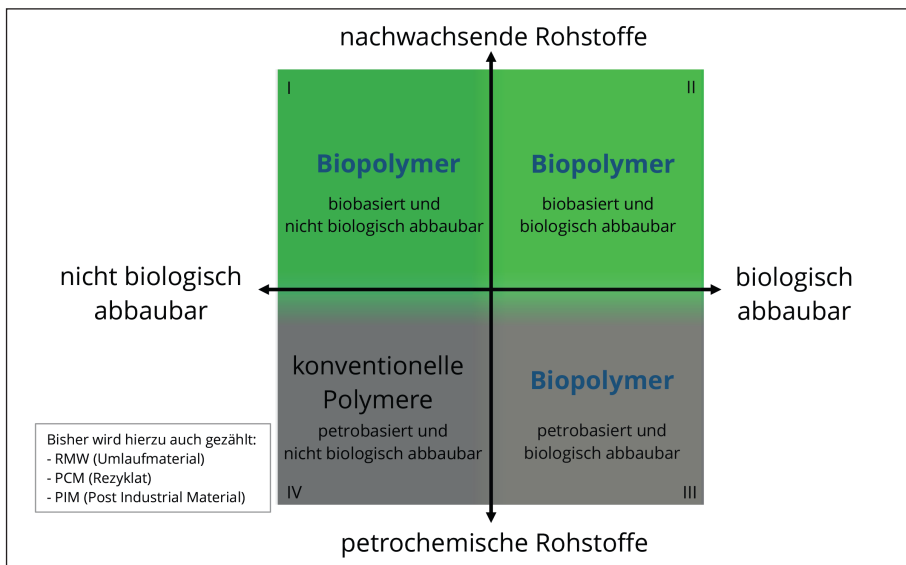 nachwachsende Rohstoffe
I
II
Biopolymer
biobasiert und
nicht biologisch abbaubar
Biopolymer
biobasiert und
biologisch abbaubar
nicht biologisch
abbaubar
biologisch
abbaubar
konventionelle
Polymere
petrobasiert und
nicht biologisch abbaubar
IV
Biopolymer
petrobasiert und
biologisch abbaubar
III
Bisher wird hierzu auch gezählt:
- RMW (Umlaufmaterial)
- PCM (Rezyklat)
- PIM (Post Industrial Material)
petrochemische Rohstoffe